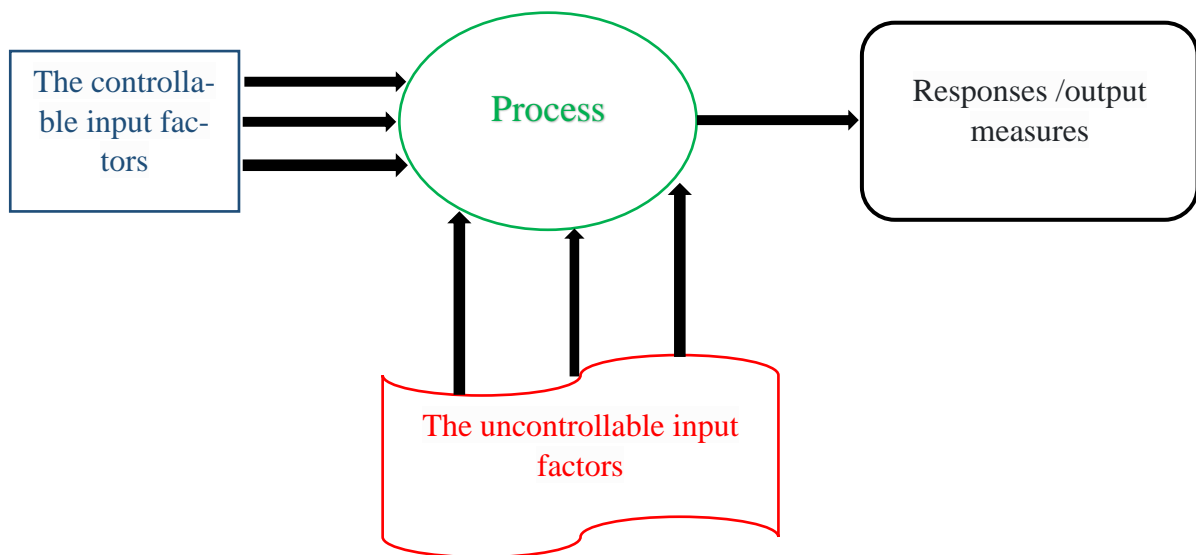 The controlla-
ble input fac-
tors
Process
Responses /output
measures
The uncontrollable input
factors